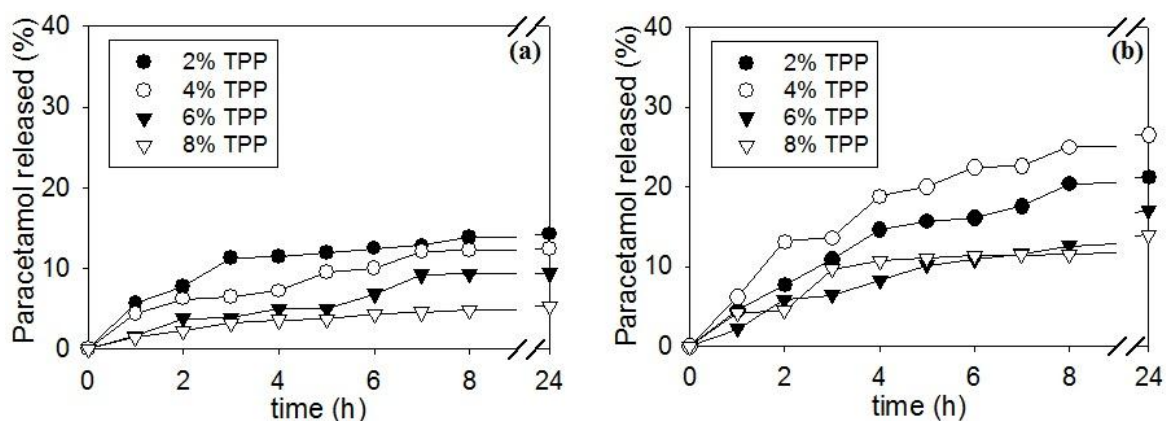 Paracetamol released (%)
40
30
20
10
0
(a)
2% TPP
4% TPP
6% TPP
8% TPP
0 2 4 6 8 24
time (h)
Paracetamol released (%)
40
30
20
10
0
(b)
2% TPP
4% TPP
6% TPP
8% TPP
0 2 4 6 8 24
time (h)